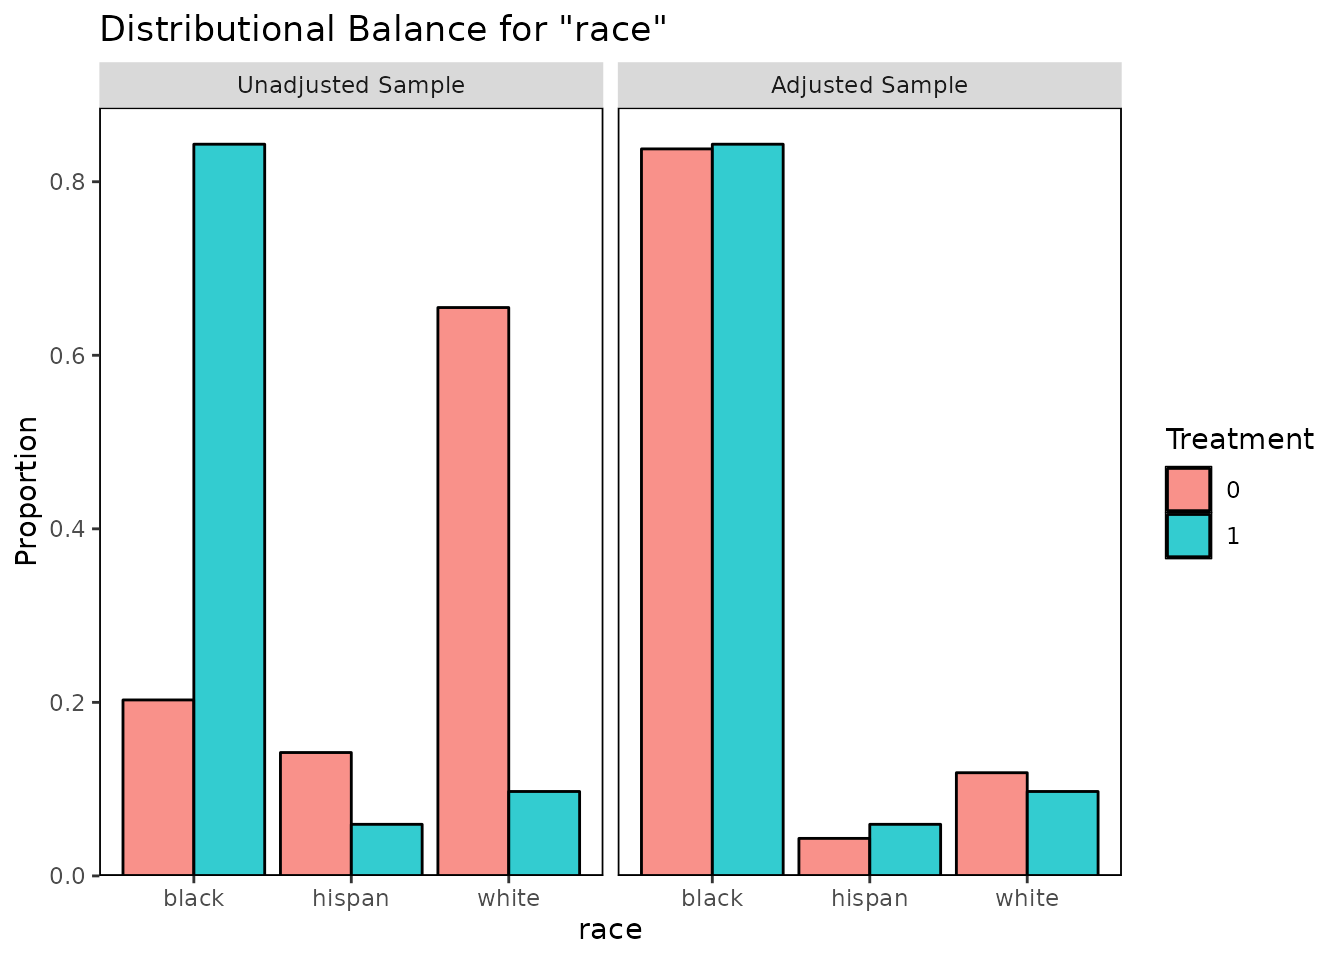 Distributional Balance for "race"
Unadjusted Sample
Adjusted Sample
Proportion
0.8
0.6
0.4
0.2
0.0
black hispan white
black hispan white
race
Treatment
0
1